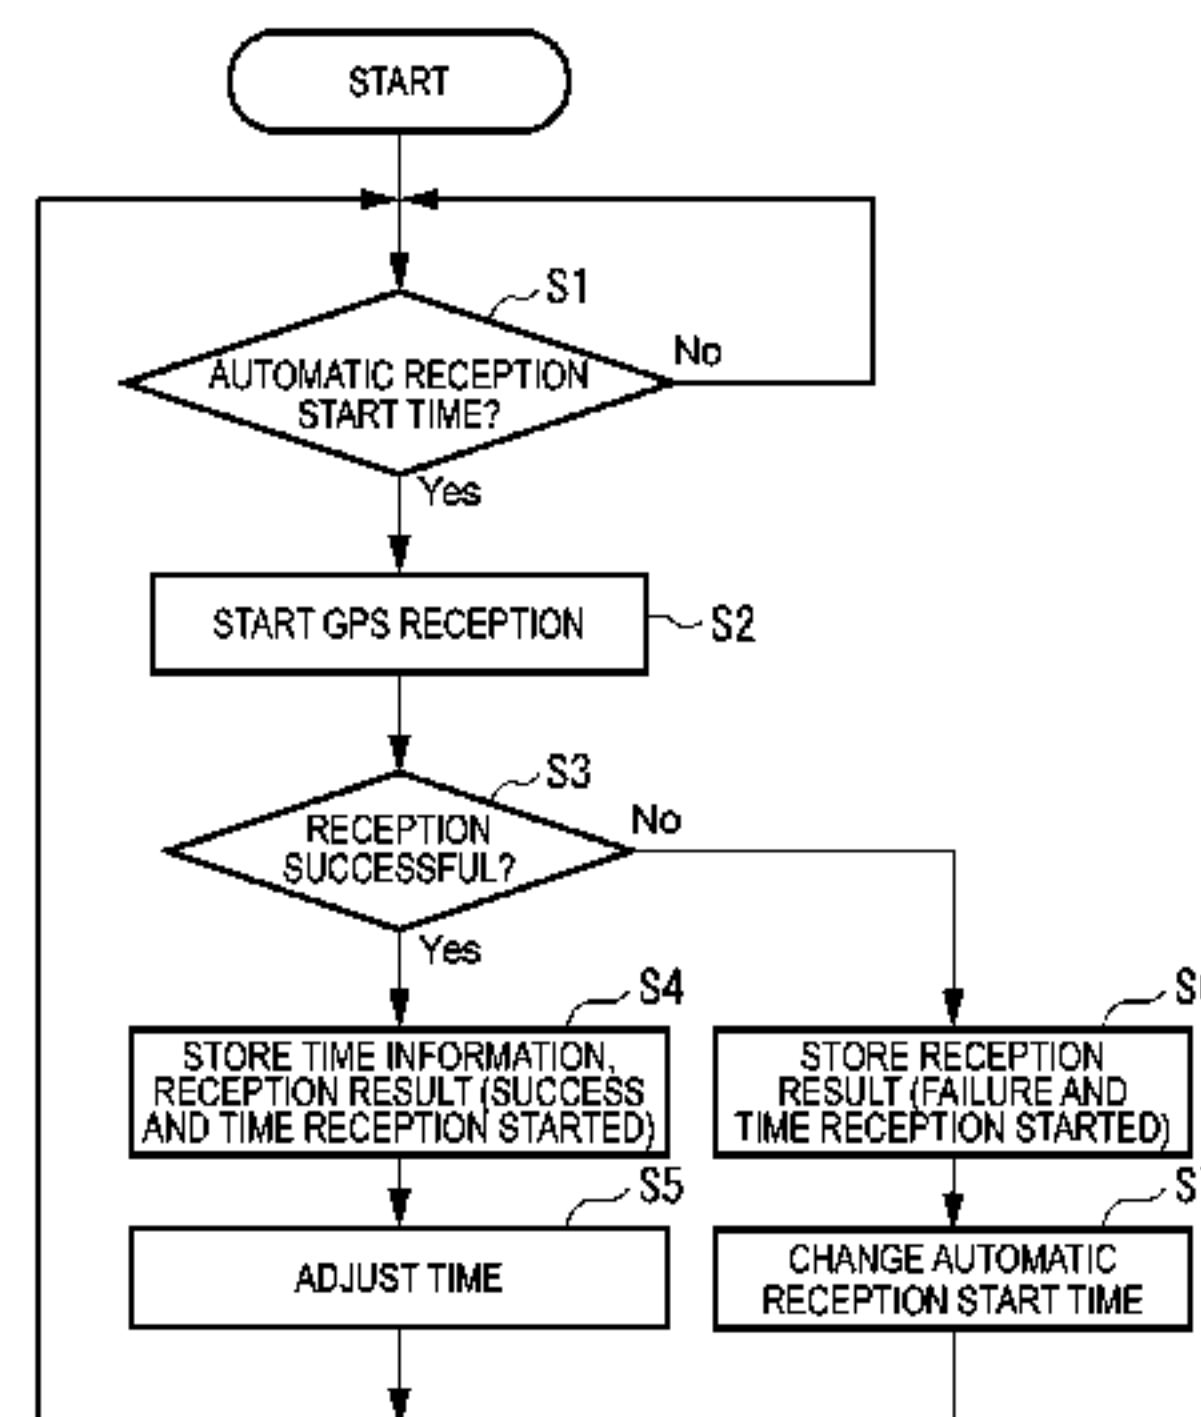 START
S1
No
AUTOMATIC RECEPTION
START TIME?
Yes
START GPS RECEPTION
S2
S3
No
RECEPTION
SUCCESSFUL?
Yes
S4
STORE TIME INFORMATION,
RECEPTION RESULT (SUCCESS
AND TIME RECEPTION STARTED)
STORE RECEPTION
RESULT (FAILURE AND
TIME RECEPTION STARTED)
S5
ADJUST TIME
CHANGE AUTOMATIC
RECEPTION START TIME